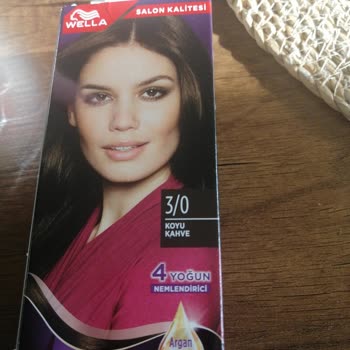 WELLA
SALON KALİTESİ
3/0
KOYU
KAHVE
4 YOĞUN
NEMLENDİRİCİ
Argan